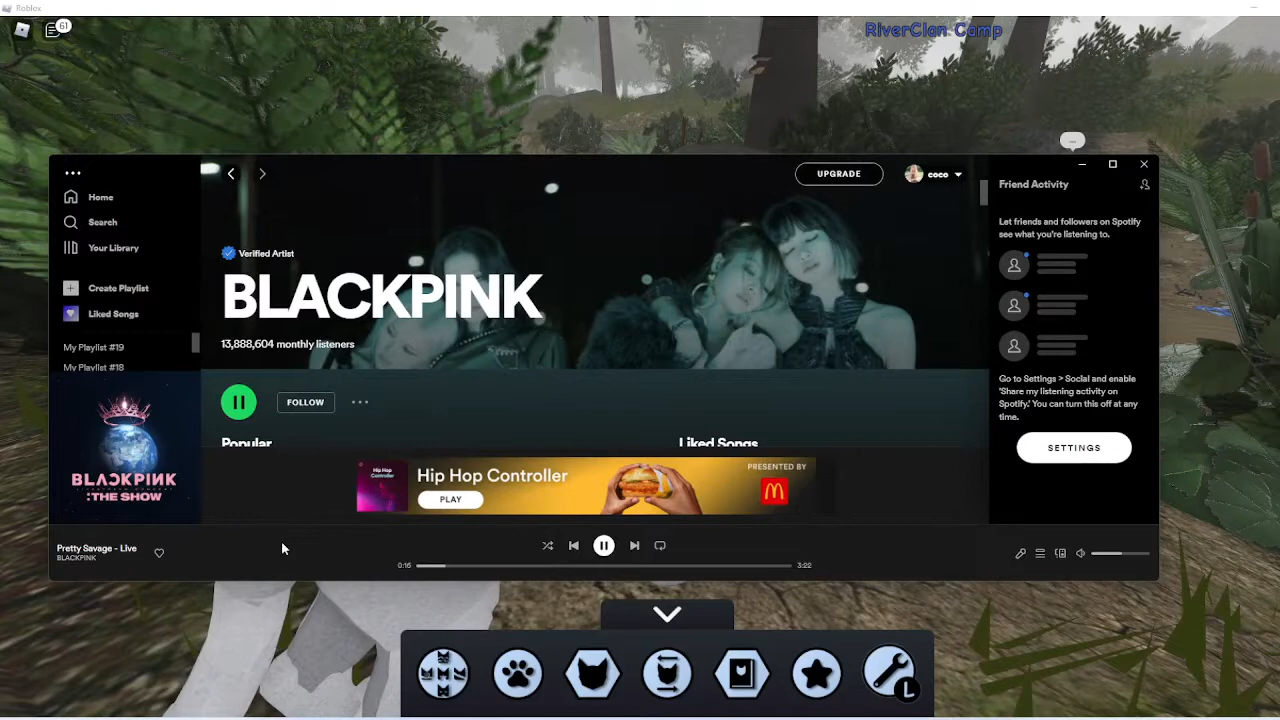 Roblox
61
RiverClan Camp
...
UPGRADE
coco
Friend Activity
Home
Search
Your Library
Create Playlist
Liked Songs
My Playlist #19
My Playlist #18
BLACKPINK
:THE SHOW
Verified Artist
BLACKPINK
13,888,604 monthly listeners
FOLLOW
Popular
Liked Songs
Hip Hop
Controller
Hip Hop Controller
PLAY
PRESENTED BY
Let friends and followers on Spotify
see what you're listening to.
Go to Settings > Social and enable
'Share my listening activity on
Spotify.' You can turn this off at any
time.
SETTINGS
Pretty Savage - Live
BLACKPINK
0:16
3:22
L